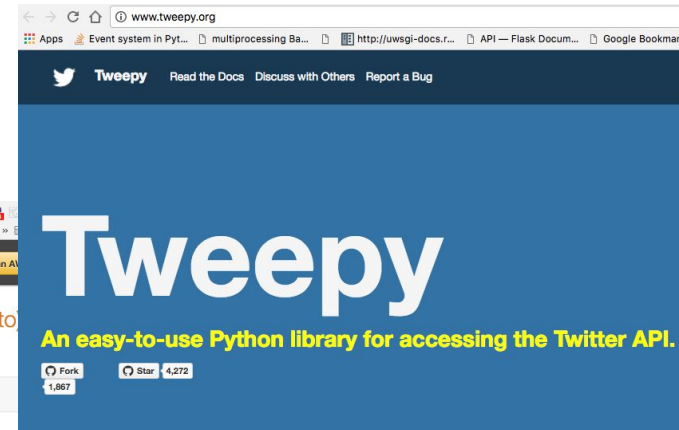 www.tweepy.org
Apps Event system in Pyt... multiprocessing Ba... http://uwsgi-docs.r... API — Flask Docum... Google Bookmar
Tweepy Read the Docs Discuss with Others Report a Bug
Tweepy
An easy-to-use Python library for accessing the Twitter API.
Fork Star 4,272
1,867
n AV
to)